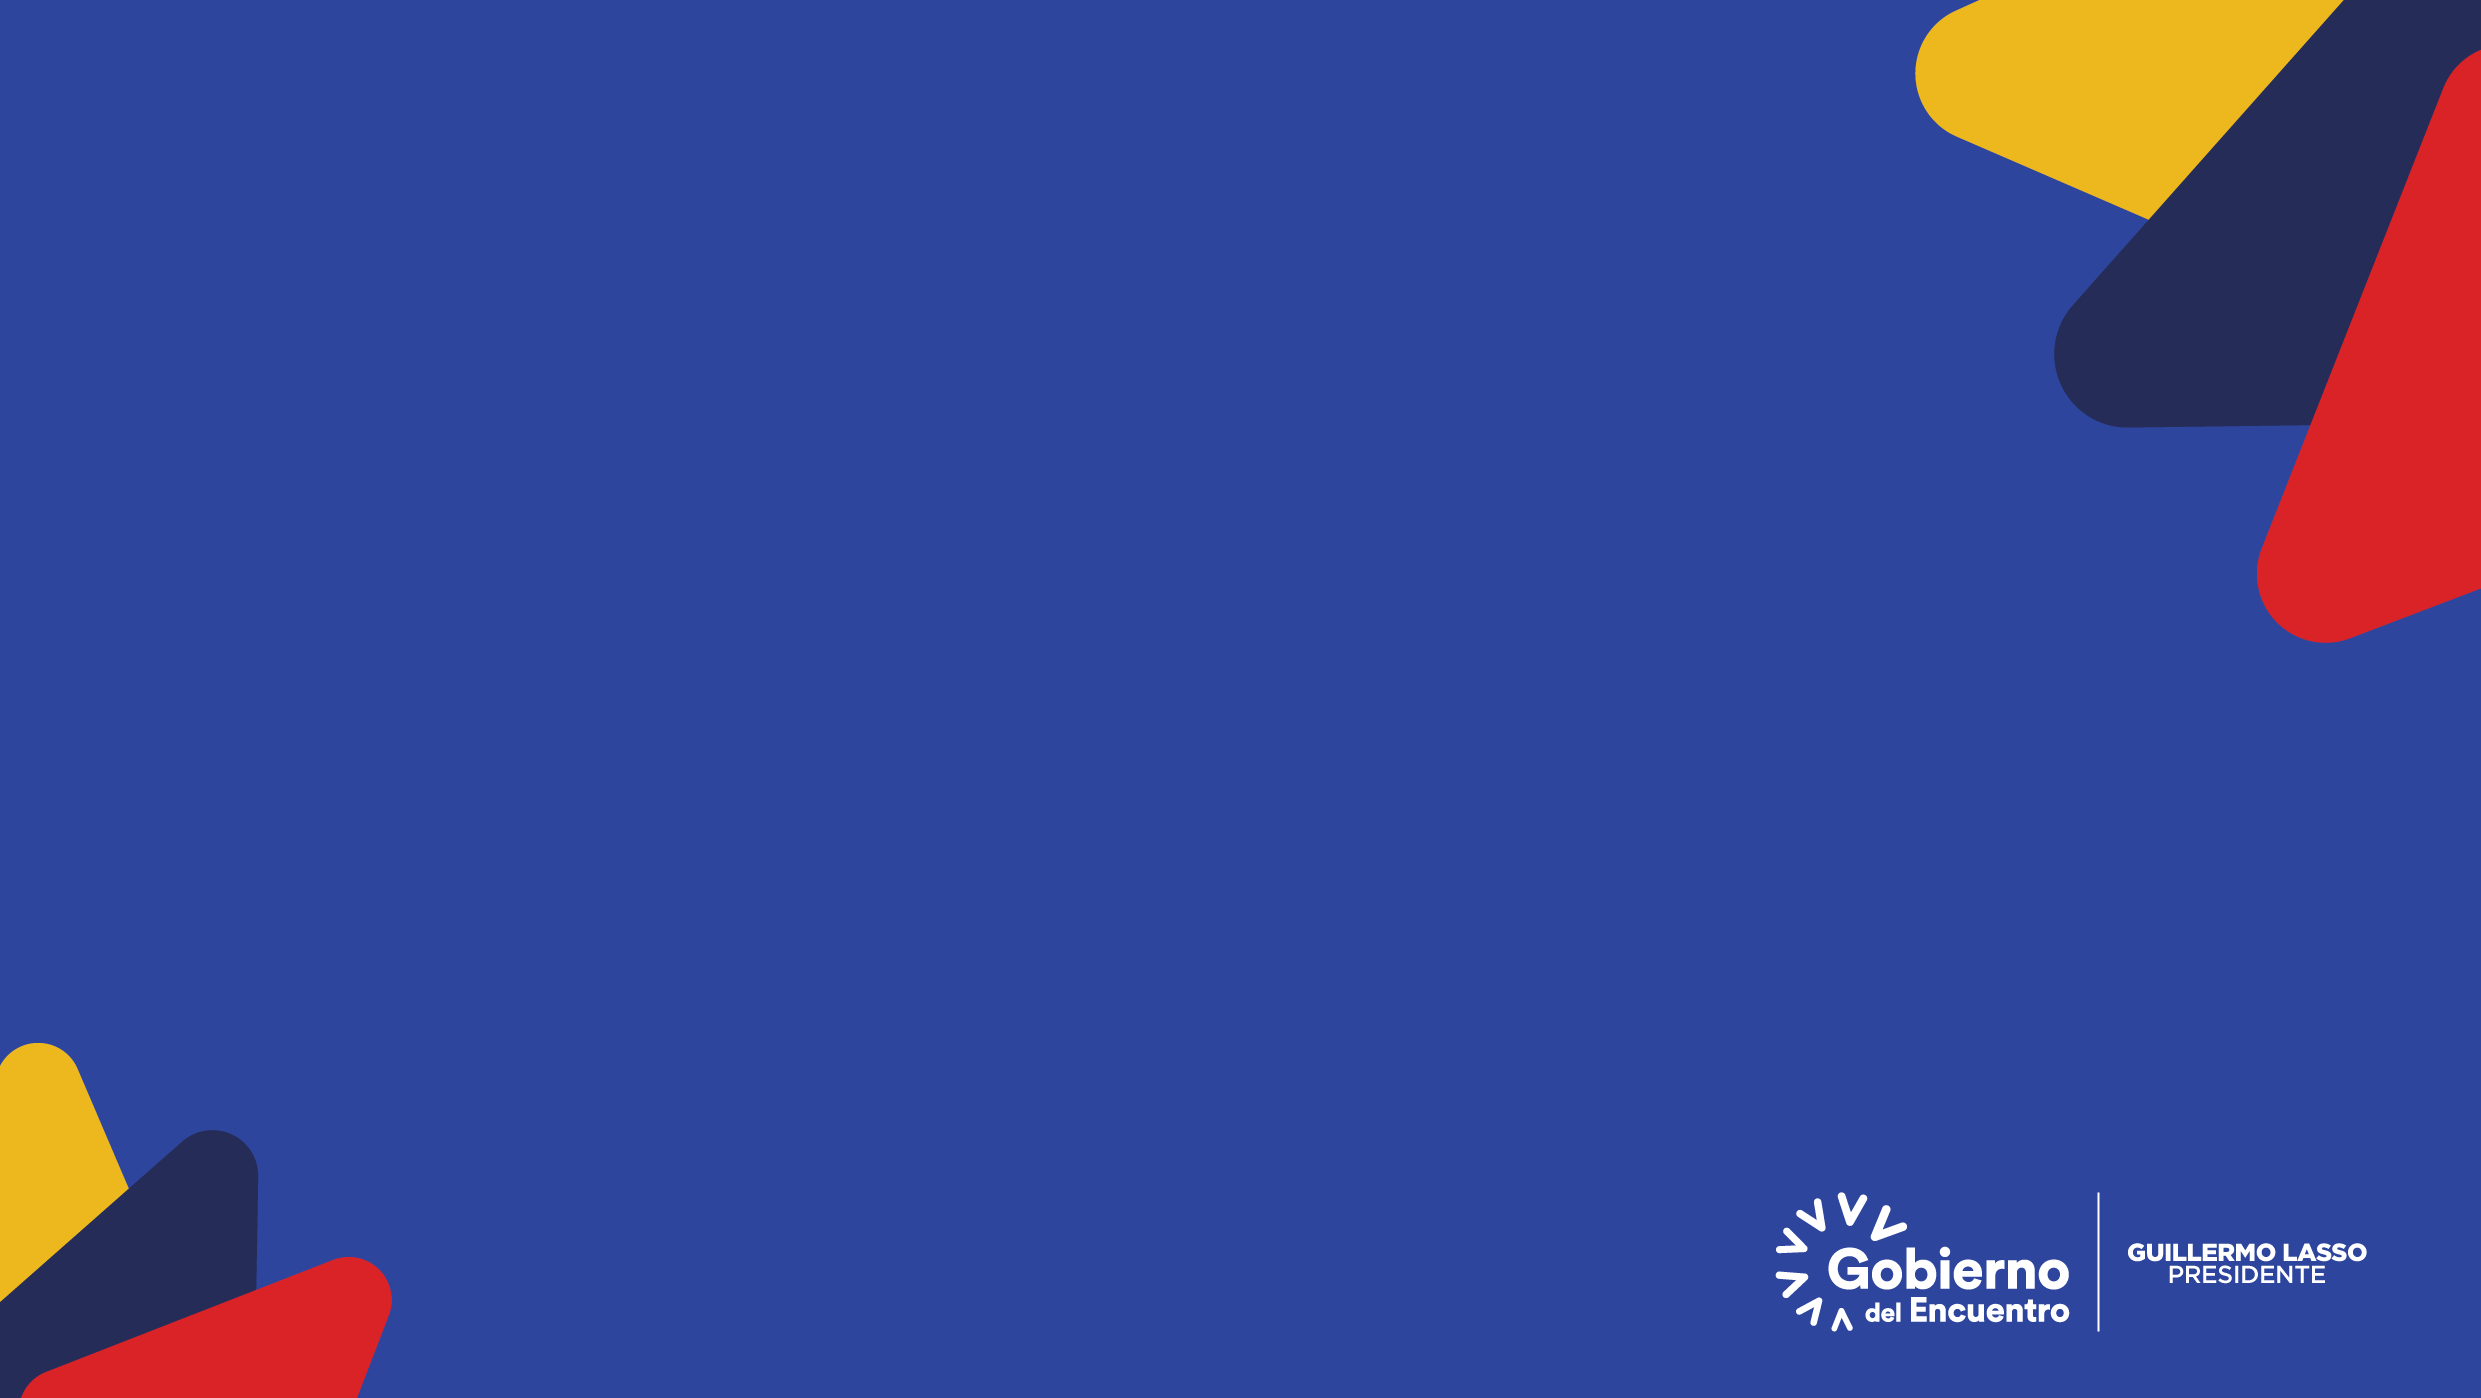 Gobierno
del Encuentro
GUILLERMO LASSO
PRESIDENTE